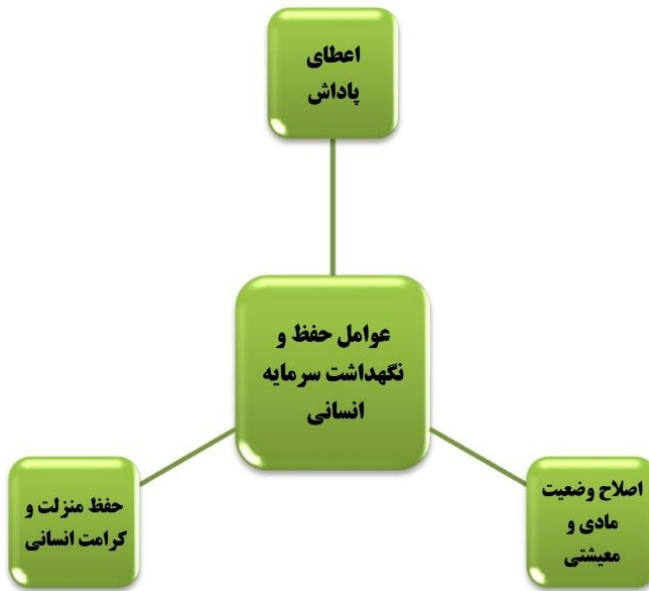 اعطای
پاداش
عوامل حفظ و
نگهداشت سرمایه
انسانی
اصلاح وضعیت
مادی و
معیشتی
حفظ منزلت و
کرامت انسانی